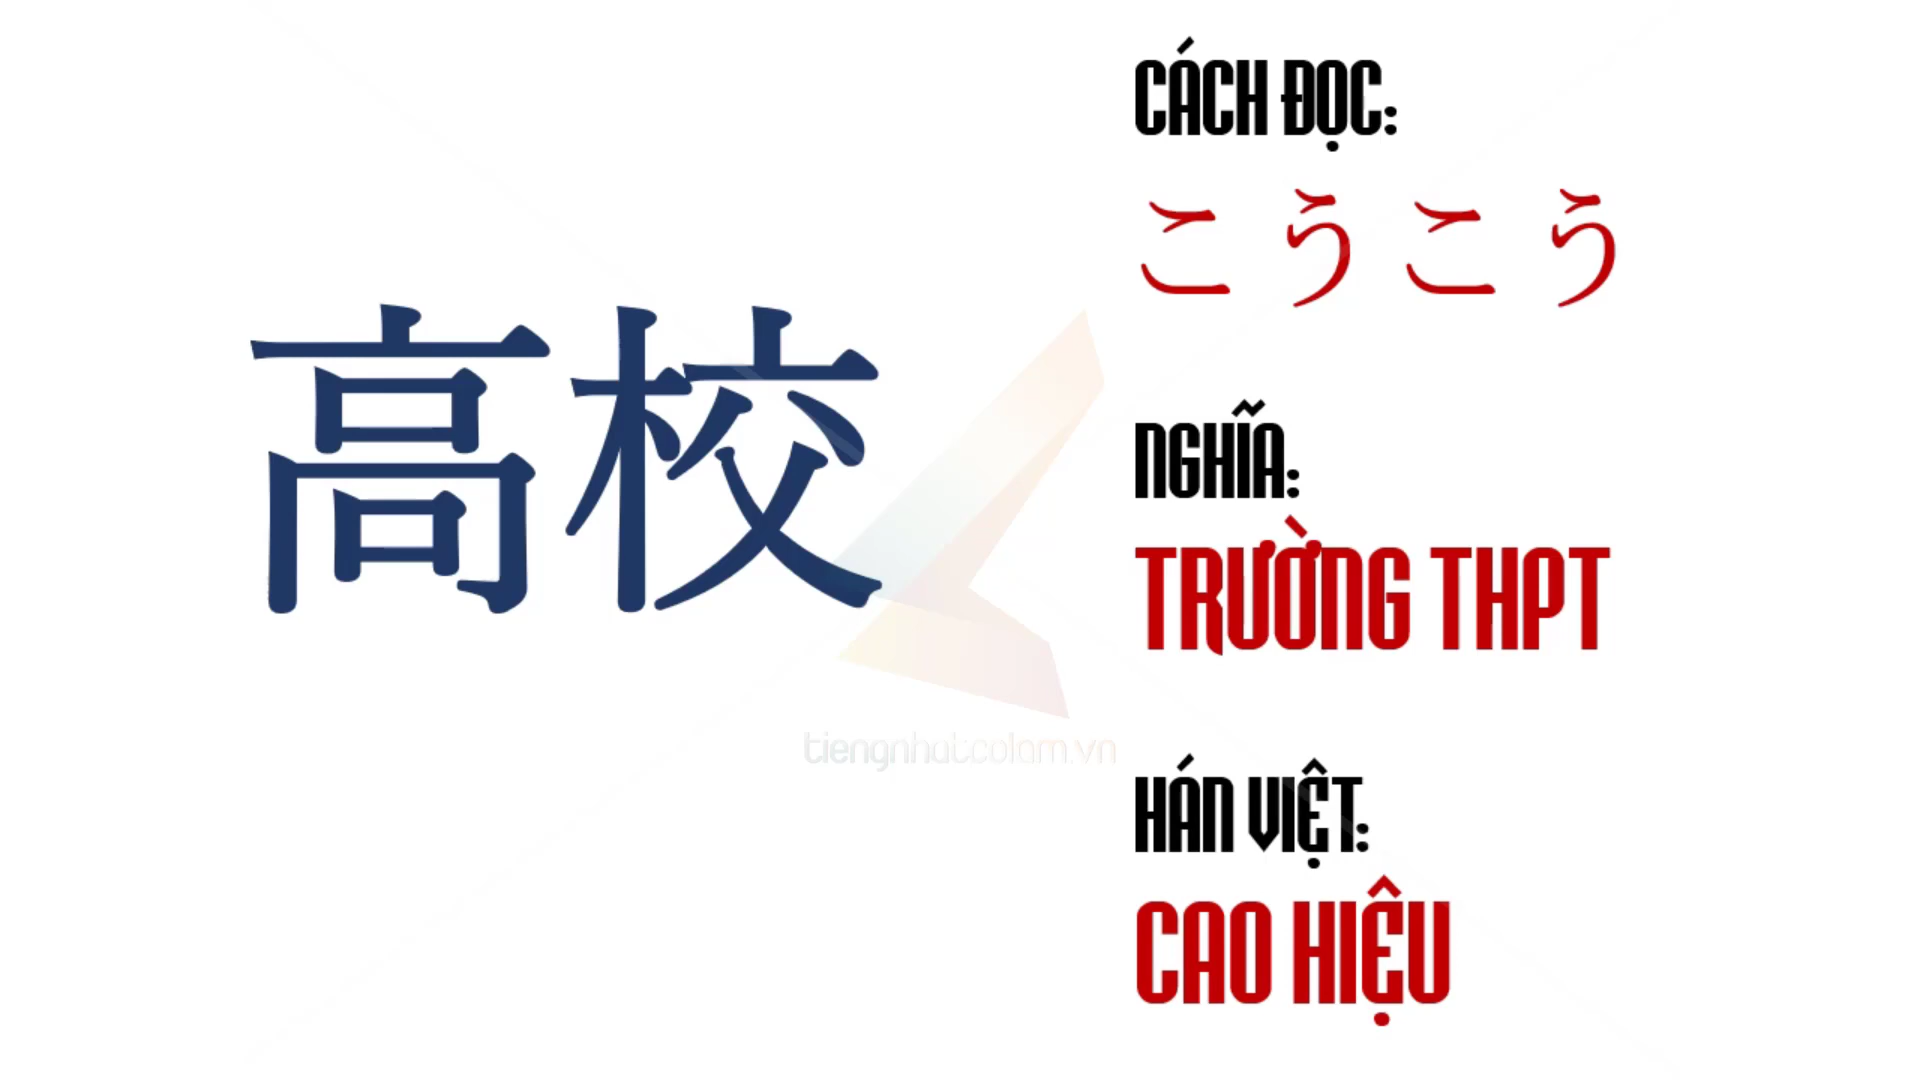 高校
CÁCH ĐỌC:
こうこう
NGHĨA:
TRƯỜNG THPT
HÁN VIỆT:
CAO HIỆU
tiengnhatcolam.vn